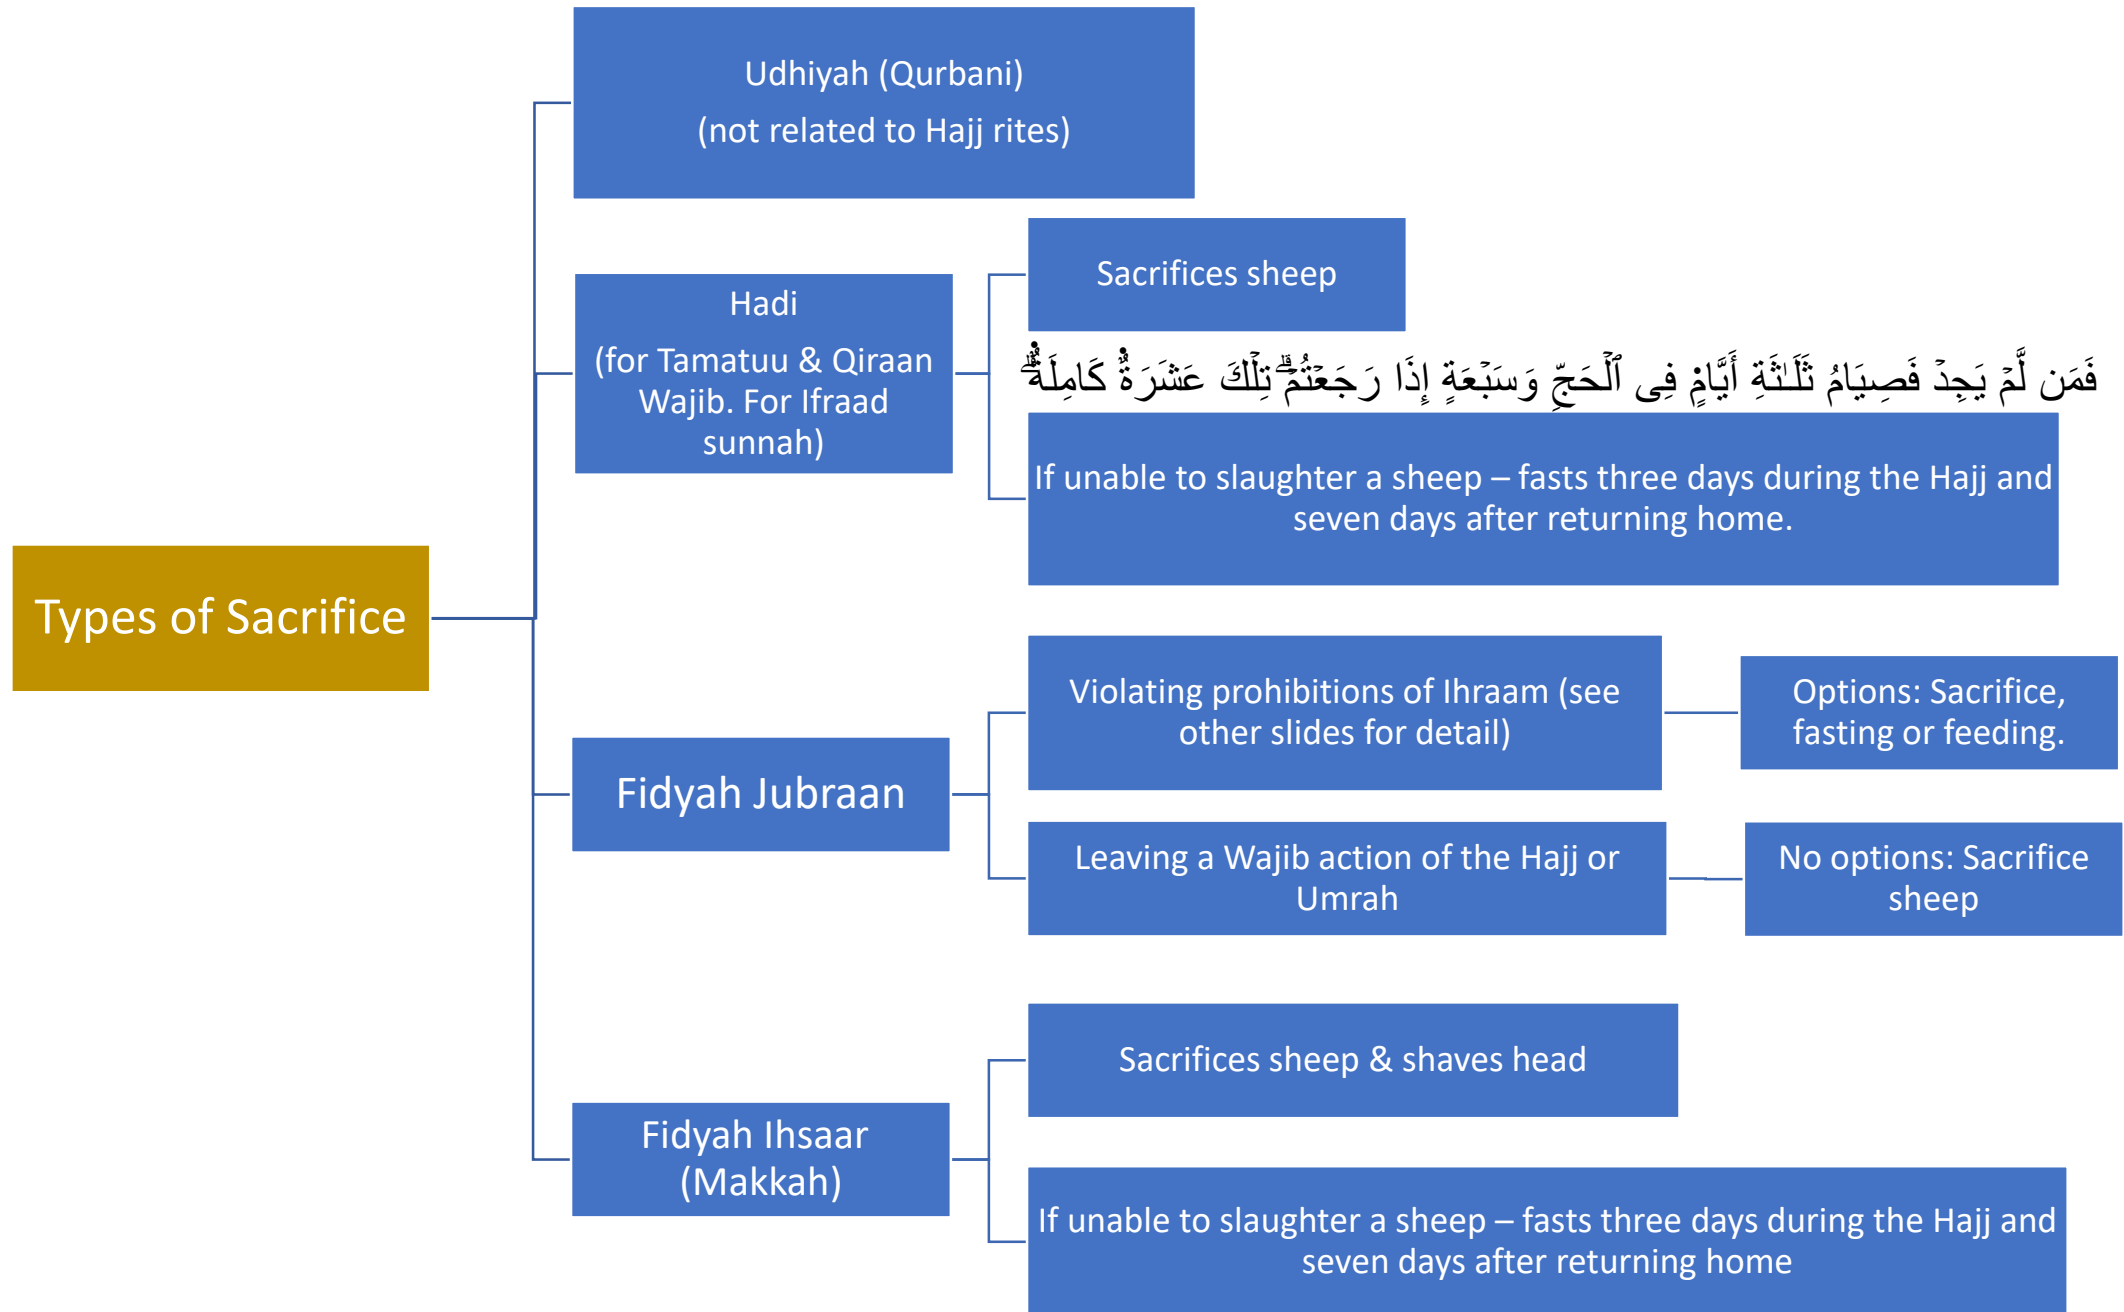 Types of Sacrifice
Udhiyah (Qurbani)
(not related to Hajj rites)
Hadi
(for Tamatuu & Qiraan
Wajib. For Ifraad
sunnah)
Sacrifices sheep
فَمَن لَّمْ يَجِدْ فَصِيَامُ ثَلَـٰثَةِ أَيَّامٍ فِى ٱلْحَجِّ وَسَبْعَةٍ إِذَا رَجَعْتُمْ ۗ تِلْكَ عَشَرَةٌ كَامِلَةٌ ۗ
If unable to slaughter a sheep – fasts three days during the Hajj and
seven days after returning home.
Fidyah Jubraan
Violating prohibitions of Ihraam (see
other slides for detail)
Options: Sacrifice,
fasting or feeding.
Leaving a Wajib action of the Hajj or
Umrah
No options: Sacrifice
sheep
Fidyah Ihsaar
(Makkah)
Sacrifices sheep & shaves head
If unable to slaughter a sheep – fasts three days during the Hajj and
seven days after returning home